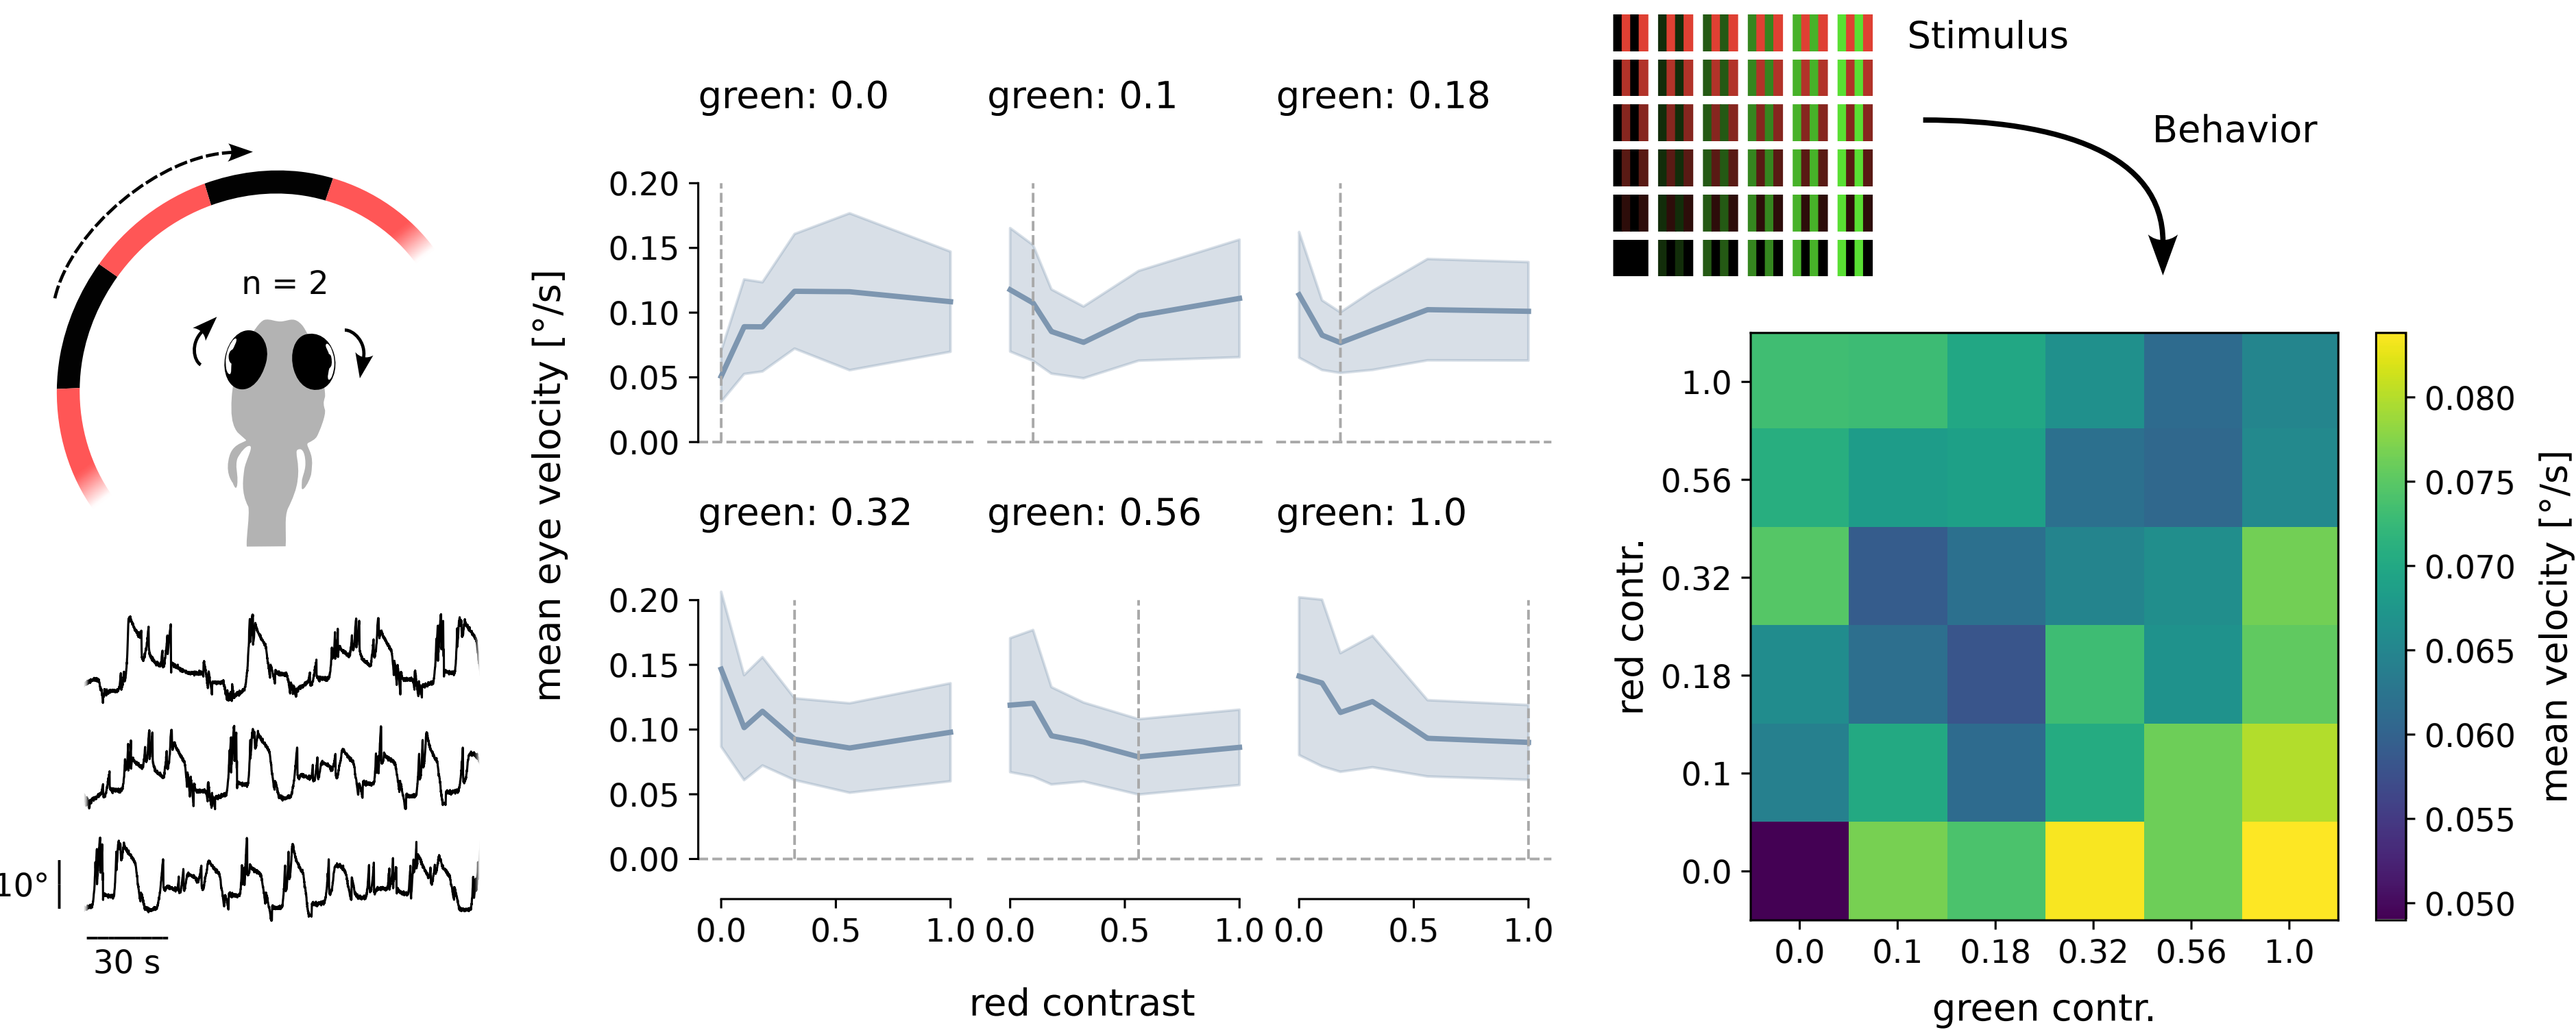 n = 2
10°
30 s
mean eye velocity [°/s]
green: 0.0
green: 0.1
green: 0.18
0.20
0.15
0.10
0.05
0.00
green: 0.32
green: 0.56
green: 1.0
0.20
0.15
0.10
0.05
0.00
0.0 0.5 1.0 0.0 0.5 1.0 0.0 0.5 1.0
red contrast
Stimulus
Behavior
red contr.
1.0
0.56
0.32
0.18
0.1
0.0
0.0 0.1 0.18 0.32 0.56 1.0
green contr.
0.080
0.075
0.070
0.065
0.060
0.055
0.050
mean velocity [°/s]